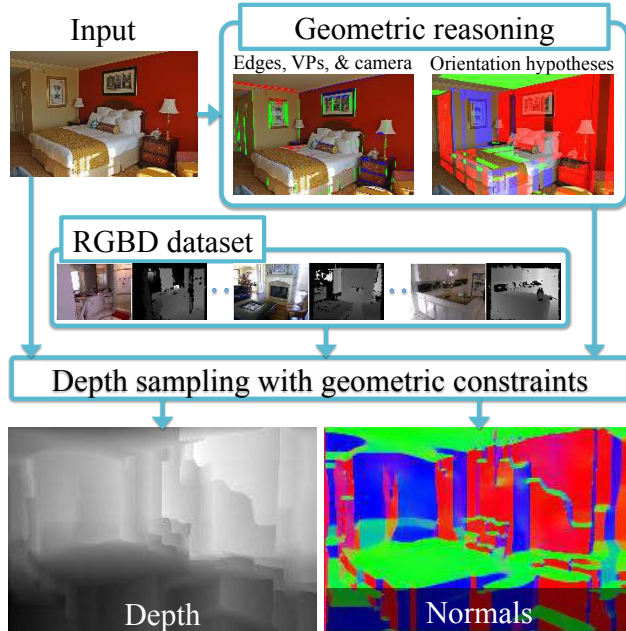 Input
Geometric reasoning
Edges, VPs, & camera
Orientation hypotheses
RGBD dataset
Depth sampling with geometric constraints
Depth
Normals